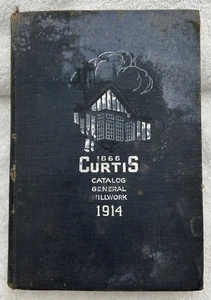 1866
CURTIS
CATALOG
GENERAL
MILLWORK
1914